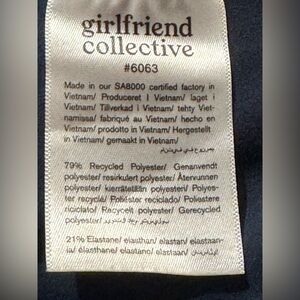 girlfriend
collective
#6063
Made in our SA8000 certified factory in
Vietnam/ Produceret I Vietnam/ laget i
Vietnam/ Tillverkad i Vietnam/ tehty Viet-
namissa/ fabriqué au Vietnam/ hecho en
Vietnam/ prodotto in Vietnam/ Hergestellt
in Vietnam/ gemaakt in Vietnam/
79% Recycled Polyester/ Genanvendt
polyester/ resirkulert polyester/ Återvunnen
polyester/ kierrätetään polyesteri/ Polyes-
ter recyclé/ Poliéster reciclado/ Poliestere
riciclato/ Recycelt polyester/ Gerecycled
polyester/
21% Elastane/ elasthan/ elastan/ elastaani/
élasthanne/ elastano/ elastaan/